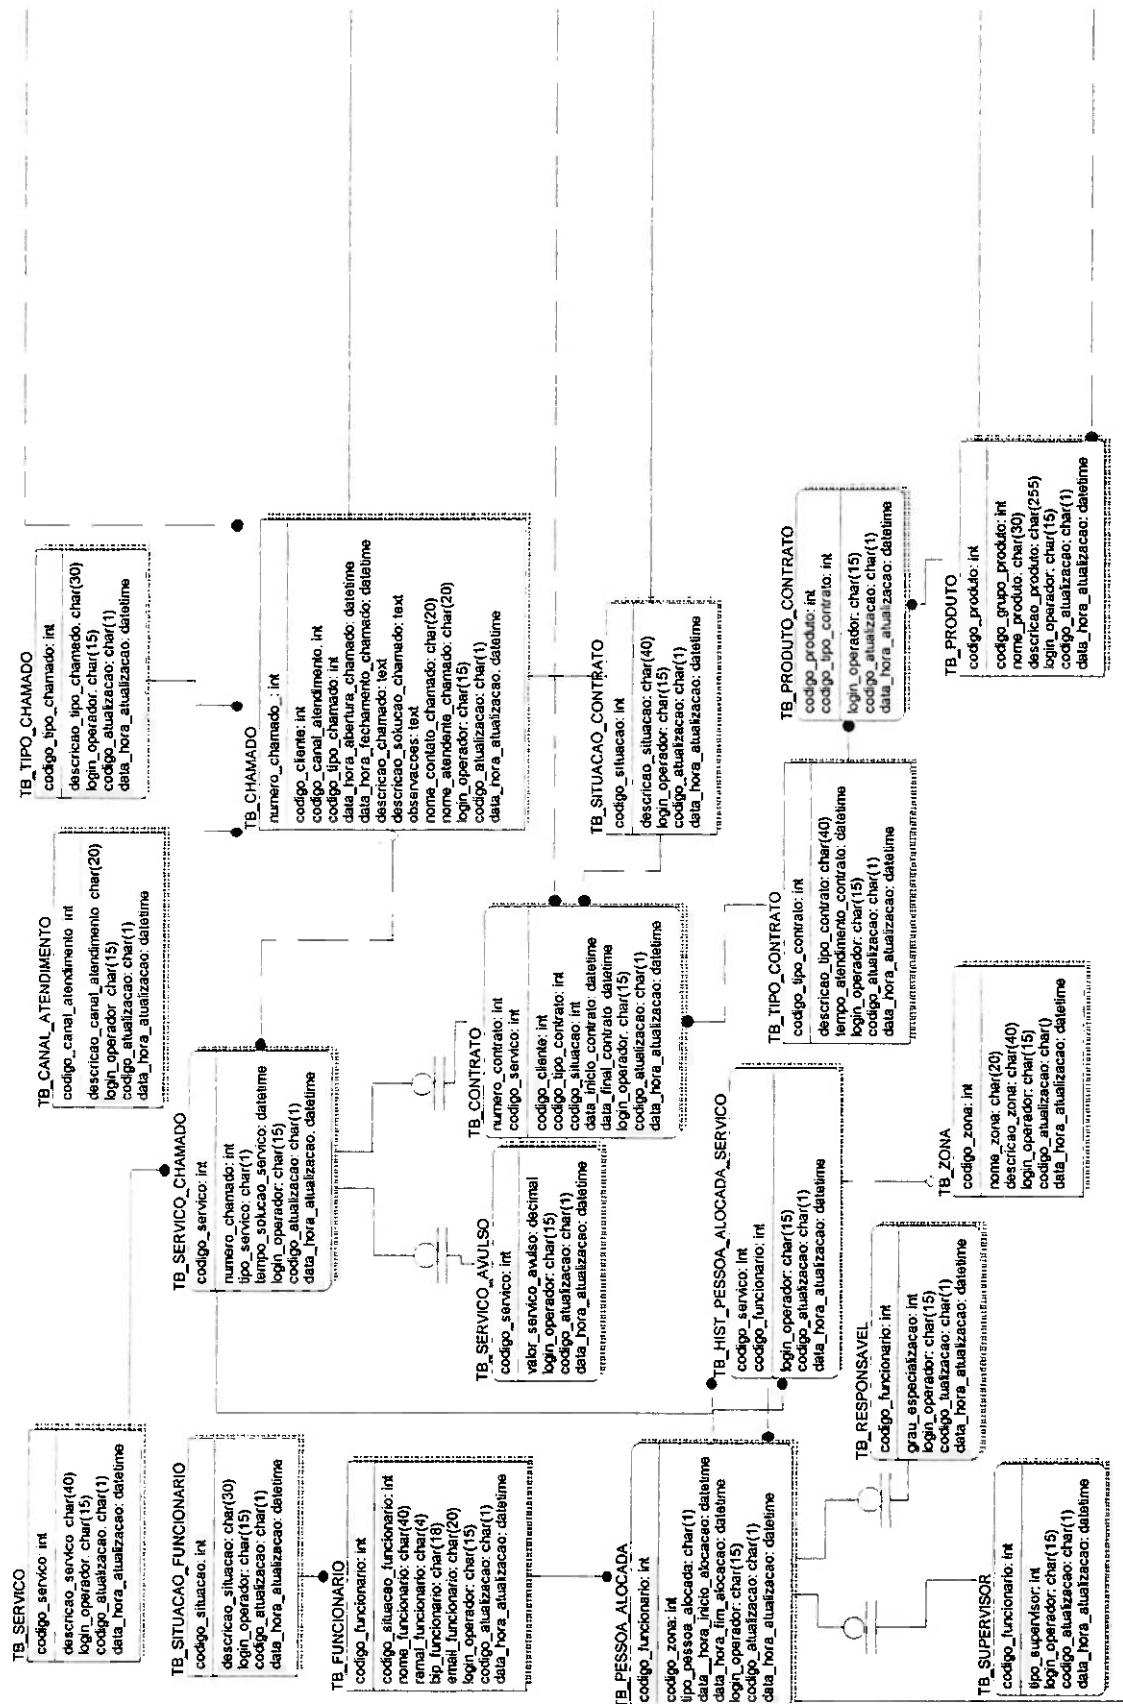 TB_SERVICO
codigo_servico: int
descricao_servico char(40)
login_operador: char(15)
codigo_atualizacao. char(1)
data_hora_atualizacao: datetime
TB_SITUACAO_FUNCIONARIO
codigo_situacao: int
descricao_situacao: char(30)
login_operador: char(15)
codigo_atualizacao: char(1)
data_hora_atualizacao: datetime
TB_FUNCIONARIO
codigo_funcionario: int
codigo_situacao_funcionario: int
nome_funcionario: char(40)
ramal_funcionario: char(4)
bip_funcionario: char(18)
email_funcionario: char(20)
login_operador: char(15)
codigo_atualizacao: char(1)
data_hora_atualizacao: datetime
TB_PESSOA_ALOCADA
codigo_funcionario: int
codigo_zona: int
tipo_pessoa_alocada: char(1)
data__hora_inicio_alocacao: datetime
data_hora_fim_alocacao: datetime
login_operador: char(15)
codigo_atualizacao: char(1)
data_hora_atualizacao: datetime
TB_SUPERVISOR
codigo_funcionario: int
tipo_supervisor: int
login_operador: char(15)
codigo_atualizacao: char(1)
data_hora_atualizacao: datetime
TB_RESPONSAVEL
codigo_funcionario: int
grau_especializacao: int
login_operador: char(15)
codigo_tualizacao: char(1)
data_hora_atualizacao: datetime
TB_SERVICO_CHAMADO
codigo_servico: int
numero_chamado: int
tipo_servico: char(1)
tempo_solucao_servico: datetime
login_operador: char(15)
codigo_atualizacao: char(1)
data_hora_atualizacao: datetime
TB_SERVICO_AVULSO
codigo_servico: int
valor_servico_avulso: decimal
login_operador: char(15)
codigo_atualizacao: char(1)
data_hora_atualizacao: datetime
TB_HIST_PESSOA_ALOCADA_SERVICO
codigo_servico: int
codigo_funcionario: int
login_operador: char(15)
codigo_atualizacao: char(1)
data_hora_atualizacao: datetime
TB_ZONA
codigo_zona: int
nome_zona: char(20)
descricao_zona: char(40)
login_operador: char(15)
codigo_atualizacao: char()
data_hora_atualizacao: datetime
TB_CANAL_ATENDIMENTO
codigo_canal_atendimento int
descricao_canal_atendimento char(20)
login_operador char(15)
codigo_atualizacao: char(1)
data_hora_atualizacao: datetime
TB_CONTRATO
numero_contrato: int
codigo_servico: int
codigo_cliente: int
codigo_tipo_contrato: int
codigo_situacao: int
data_inicio_contrato: datetime
data_final_contrato datetime
login_operador: char(15)
codigo_atualizacao: char(1)
data_hora_atualizacao: datetime
TB_TIPO_CONTRATO
codigo_tipo_contrato: int
descricao_tipo_contrato: char(40)
tempo_atendimento_contrato: datetime
login_operador: char(15)
codigo_atualizacao: char(1)
data_hora_atualizacao: datetime
TB_TIPO_CHAMADO
codigo_tipo_chamado: int
descricao_tipo_chamado. char(30)
login_operador: char(15)
codigo_atualizacao: char(1)
data_hora_atualizacao: datetime
TB_CHAMADO
numero_chamado_: int
codigo_cliente: int
codigo_canal_atendimento. int
codigo_tipo_chamado: int
data_hora_abertura_chamado: datetime
data_hora_fechamento_chamado: datetime
descricao_chamado: text
descricao_solucao_chamado: text
observacoes: text
nome_contato_chamado: char(20)
nome_atendente_chamado: char(20)
login_operador: char(15)
codigo_atualizacao: char(1)
data_hora_atualizacao: datetime
TB_SITUACAO_CONTRATO
codigo_situacao: int
descricao_situacao: char(40)
login_operador: char(15)
codigo_atualizacao: char(1)
data_hora_atualizacao: datetime
TB_PRODUTO_CONTRATO
codigo_produto: int
codigo_tipo_contrato: int
login_operador: char(15)
codigo_atualizacao: char(1)
data_hora_atualizacao: datetime
TB_PRODUTO
codigo_produto: int
codigo_grupo_produto: int
nome_produto: char(30)
descricao_produto: char(255)
login_operador: char(15)
codigo_atualizacao: char(1)
data_hora_atualizacao: datetime